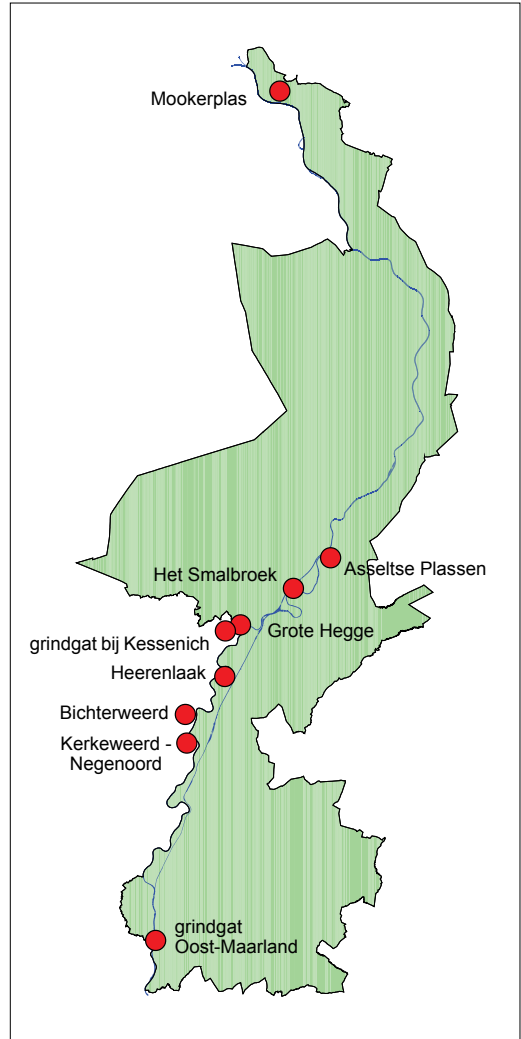 Mookerplas
Het Smalbroek
Asseltse Plassen
Grote Hegge
grindgat bij Kessenich
Heerenlaak
Bichterweerd
Kerkeweerd -
Negenoord
grindgat
Oost-Maarland